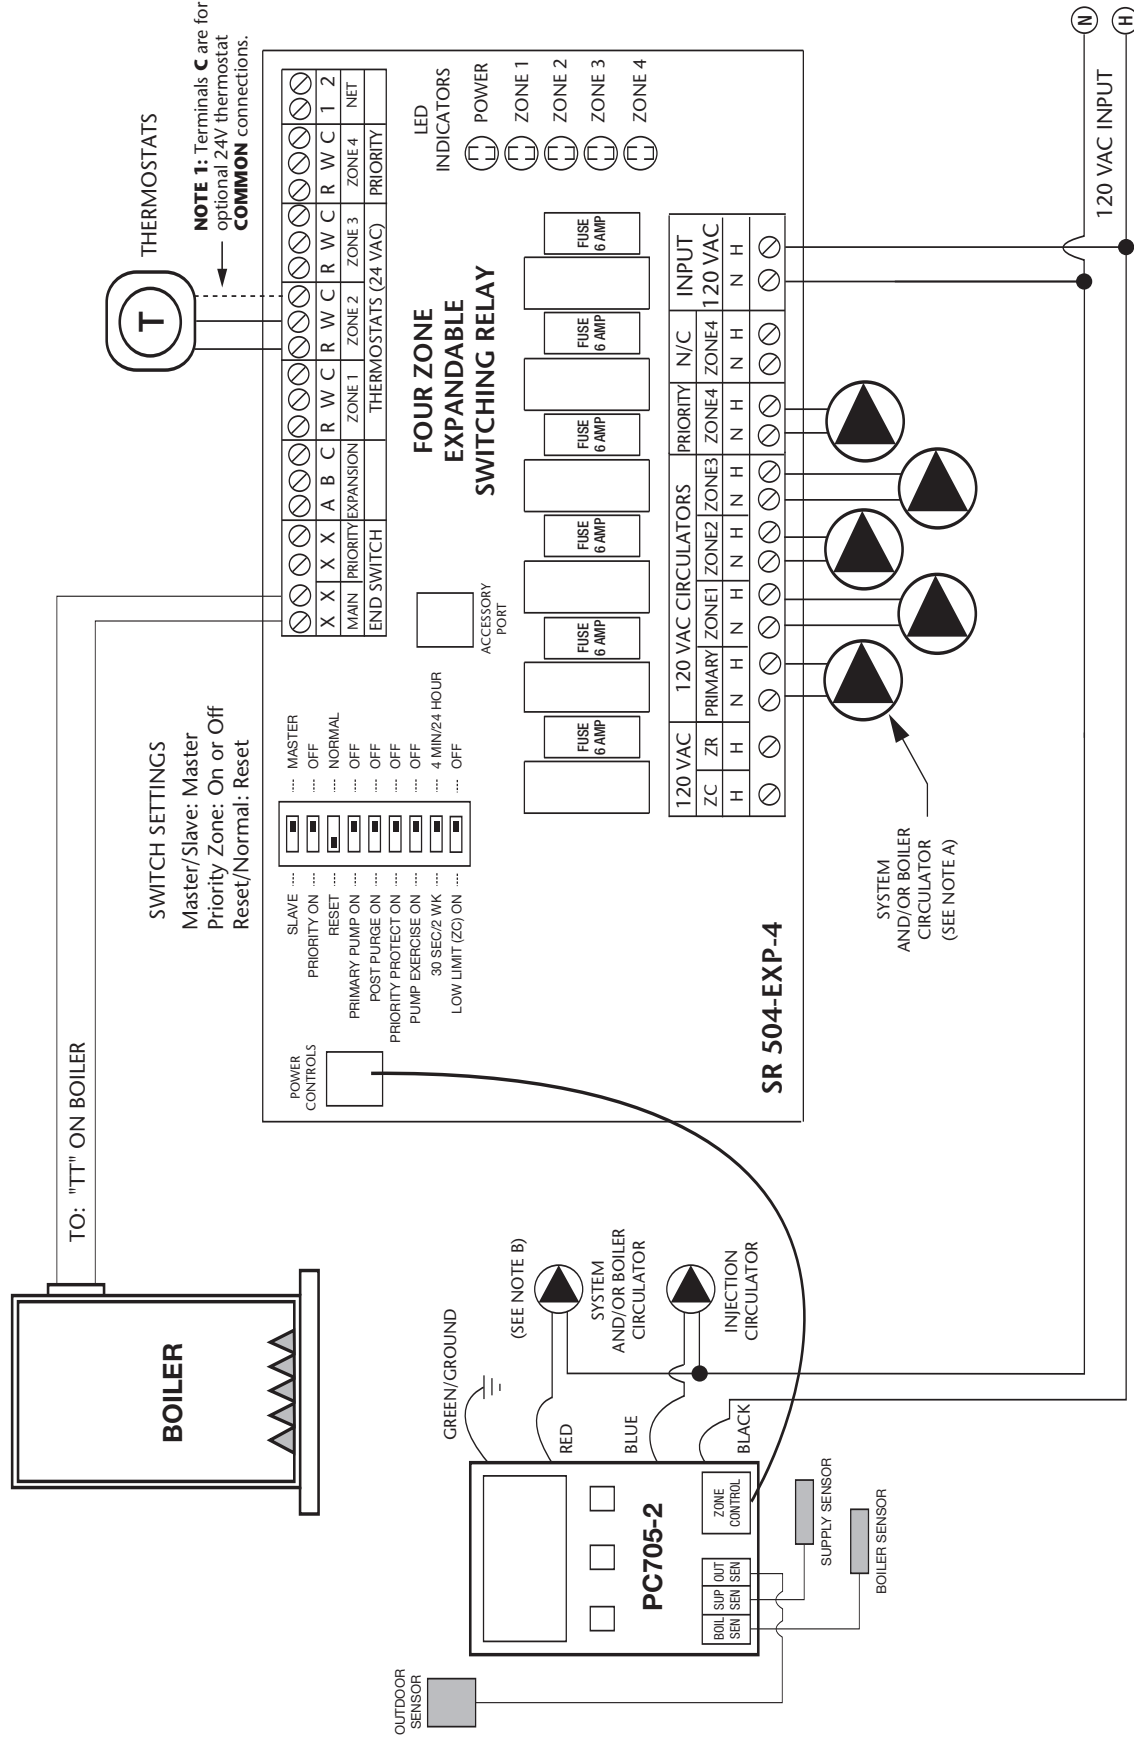 BOILER
TO: "TT" ON BOILER
SWITCH SETTINGS
Master/Slave: Master
Priority Zone: On or Off
Reset/Normal: Reset
THERMOSTATS
T
NOTE 1: Terminals C are for
optional 24V thermostat
COMMON connections.
POWER
CONTROLS
SLAVE ---- ---- MASTER
PRIORITY ON ---- ---- OFF
RESET ---- ---- NORMAL
PRIMARY PUMP ON ---- ---- OFF
POST PURGE ON ---- ---- OFF
PRIORITY PROTECT ON ---- ---- OFF
PUMP EXERCISE ON ---- ---- OFF
30 SEC/2 WK ---- ---- 4 MIN/24 HOUR
LOW LIMIT (ZC) ON ---- ---- OFF
X X X X A B C R W C R W C R W C R W C 1 2
MAIN PRIORITY EXPANSION ZONE 1 ZONE 2 ZONE 3 ZONE 4 NET
END SWITCH THERMOSTATS (24 VAC) PRIORITY
ACCESSORY
PORT
FOUR ZONE
EXPANDABLE
SWITCHING RELAY
LED
INDICATORS
POWER
ZONE 1
ZONE 2
ZONE 3
ZONE 4
FUSE
6 AMP
FUSE
6 AMP
FUSE
6 AMP
FUSE
6 AMP
FUSE
6 AMP
FUSE
6 AMP
120 VAC 120 VAC CIRCULATORS PRIORITY N/C INPUT
120 VAC
ZC ZR PRIMARY ZONE1 ZONE2 ZONE3 ZONE4 ZONE4
H H N H N H N H N H N H N H N H
SR 504-EXP-4
SYSTEM
AND/OR BOILER
CIRCULATOR
(SEE NOTE A)
120 VAC INPUT
N
H
OUTDOOR
SENSOR
GREEN/GROUND
(SEE NOTE B)
RED
SYSTEM
AND/OR BOILER
CIRCULATOR
BLUE
INJECTION
CIRCULATOR
BLACK
PC705-2
BOIL
SEN
SUP
SEN
OUT
SEN
ZONE
CONTROL
SUPPLY SENSOR
BOILER SENSOR